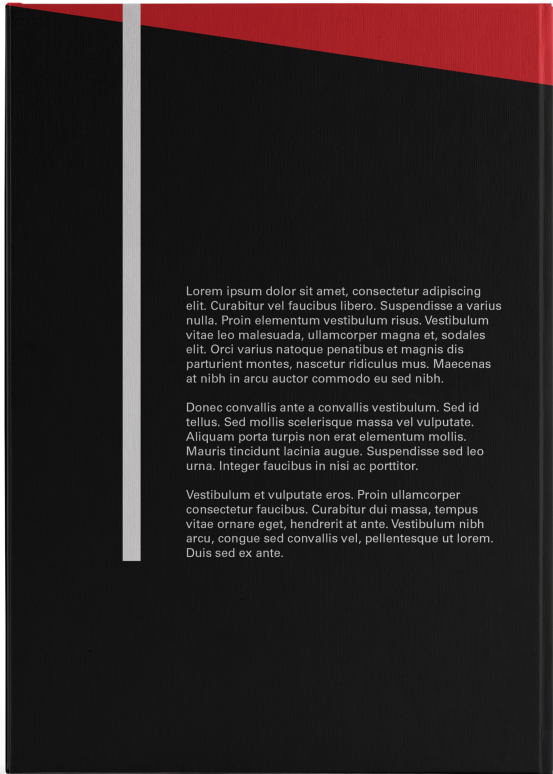 Lorem ipsum dolor sit amet, consectetur adipiscing
elit. Curabitur vel faucibus libero. Suspendisse a varius
nulla. Proin elementum vestibulum risus. Vestibulum
vitae leo malesuada, ullamcorper magna et, sodales
elit. Orci varius natoque penatibus et magnis dis
parturient montes, nascetur ridiculus mus. Maecenas
at nibh in arcu auctor commodo eu sed nibh.

Donec convallis ante a convallis vestibulum. Sed id
tellus. Sed mollis scelerisque massa vel vulputate.
Aliquam porta turpis non erat elementum mollis.
Mauris tincidunt lacinia augue. Suspendisse sed leo
urna. Integer faucibus in nisi ac porttitor.

Vestibulum et vulputate eros. Proin ullamcorper
consectetur faucibus. Curabitur dui massa, tempus
vitae ornare eget, hendrerit at ante. Vestibulum nibh
arcu, congue sed convallis vel, pellentesque ut lorem.
Duis sed ex ante.